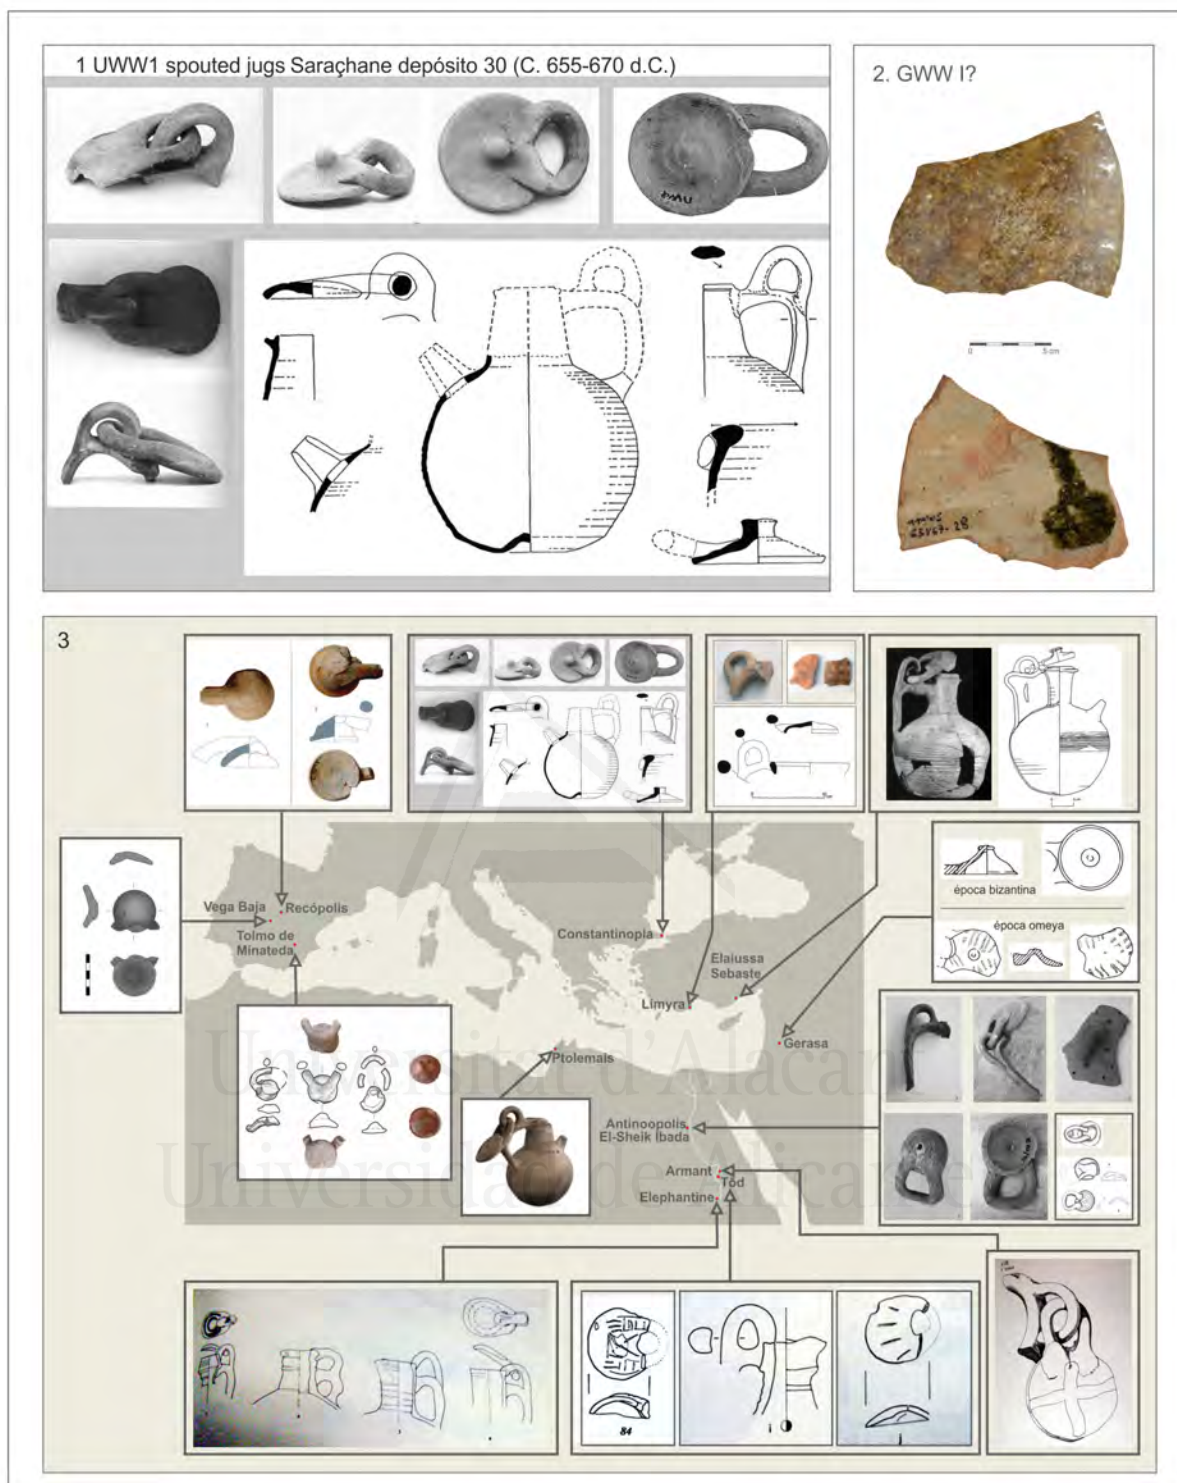 1 UWW1 spouted jugs Saraçhane depósito 30 (C. 655-670 d.C.)
2. GWW I?
0 5 cm
3
época bizantina
época omeya
Vega Baja
Recópolis
Tolmo de
Minateda
Constantinopla
Elaiussa
Sebaste
Limyra
Gerasa
Ptolemais
Antinoopolis
El-Sheik Ibada
Armant
Tod
Elephantine
84
Universitat d'Alacant
Universidad de Alicante